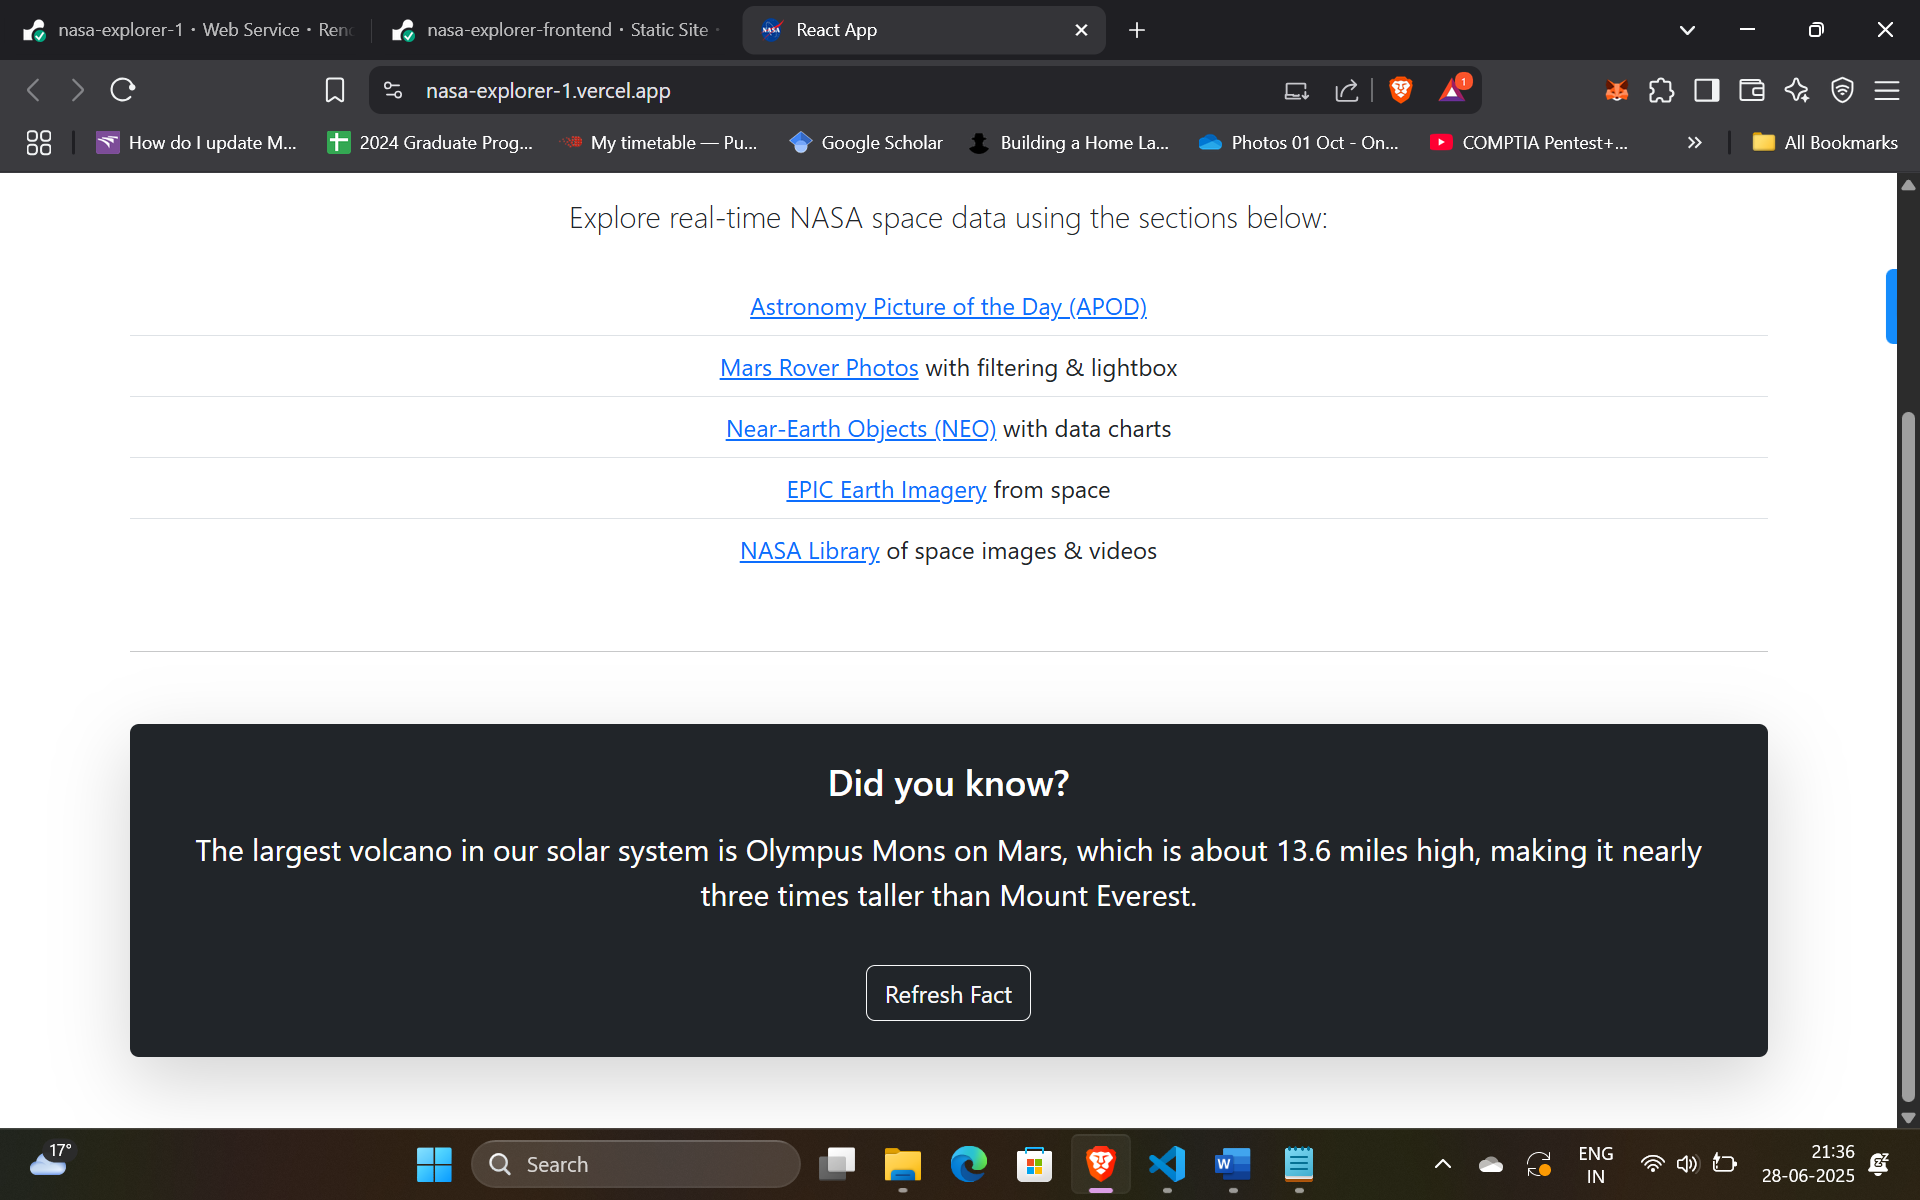 nasa-explorer-1 · Web Service · Rend
nasa-explorer-frontend · Static Site ·
React App
nasa-explorer-1.vercel.app
1
How do I update M...
2024 Graduate Prog...
My timetable — Pu...
Google Scholar
Building a Home La...
Photos 01 Oct - On...
COMPTIA Pentest+...
All Bookmarks
Explore real-time NASA space data using the sections below:
Astronomy Picture of the Day (APOD)
Mars Rover Photos with filtering & lightbox
Near-Earth Objects (NEO) with data charts
EPIC Earth Imagery from space
NASA Library of space images & videos
Did you know?
The largest volcano in our solar system is Olympus Mons on Mars, which is about 13.6 miles high, making it nearly
three times taller than Mount Everest.
Refresh Fact
17°
Search
ENG
IN
21:36
28-06-2025